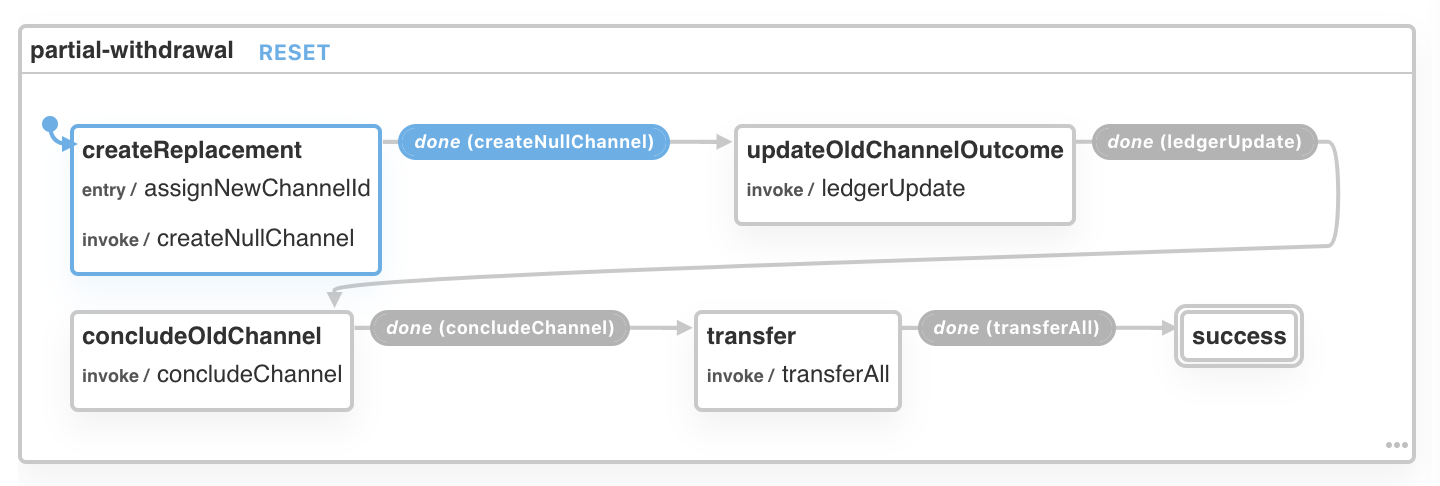 partial-withdrawal RESET
createReplacement
entry / assignNewChannelId
invoke / createNullChannel
done (createNullChannel)
updateOldChannelOutcome
invoke / ledgerUpdate
done (ledgerUpdate)
concludeOldChannel
invoke / concludeChannel
done (concludeChannel)
transfer
invoke / transferAll
done (transferAll)
success